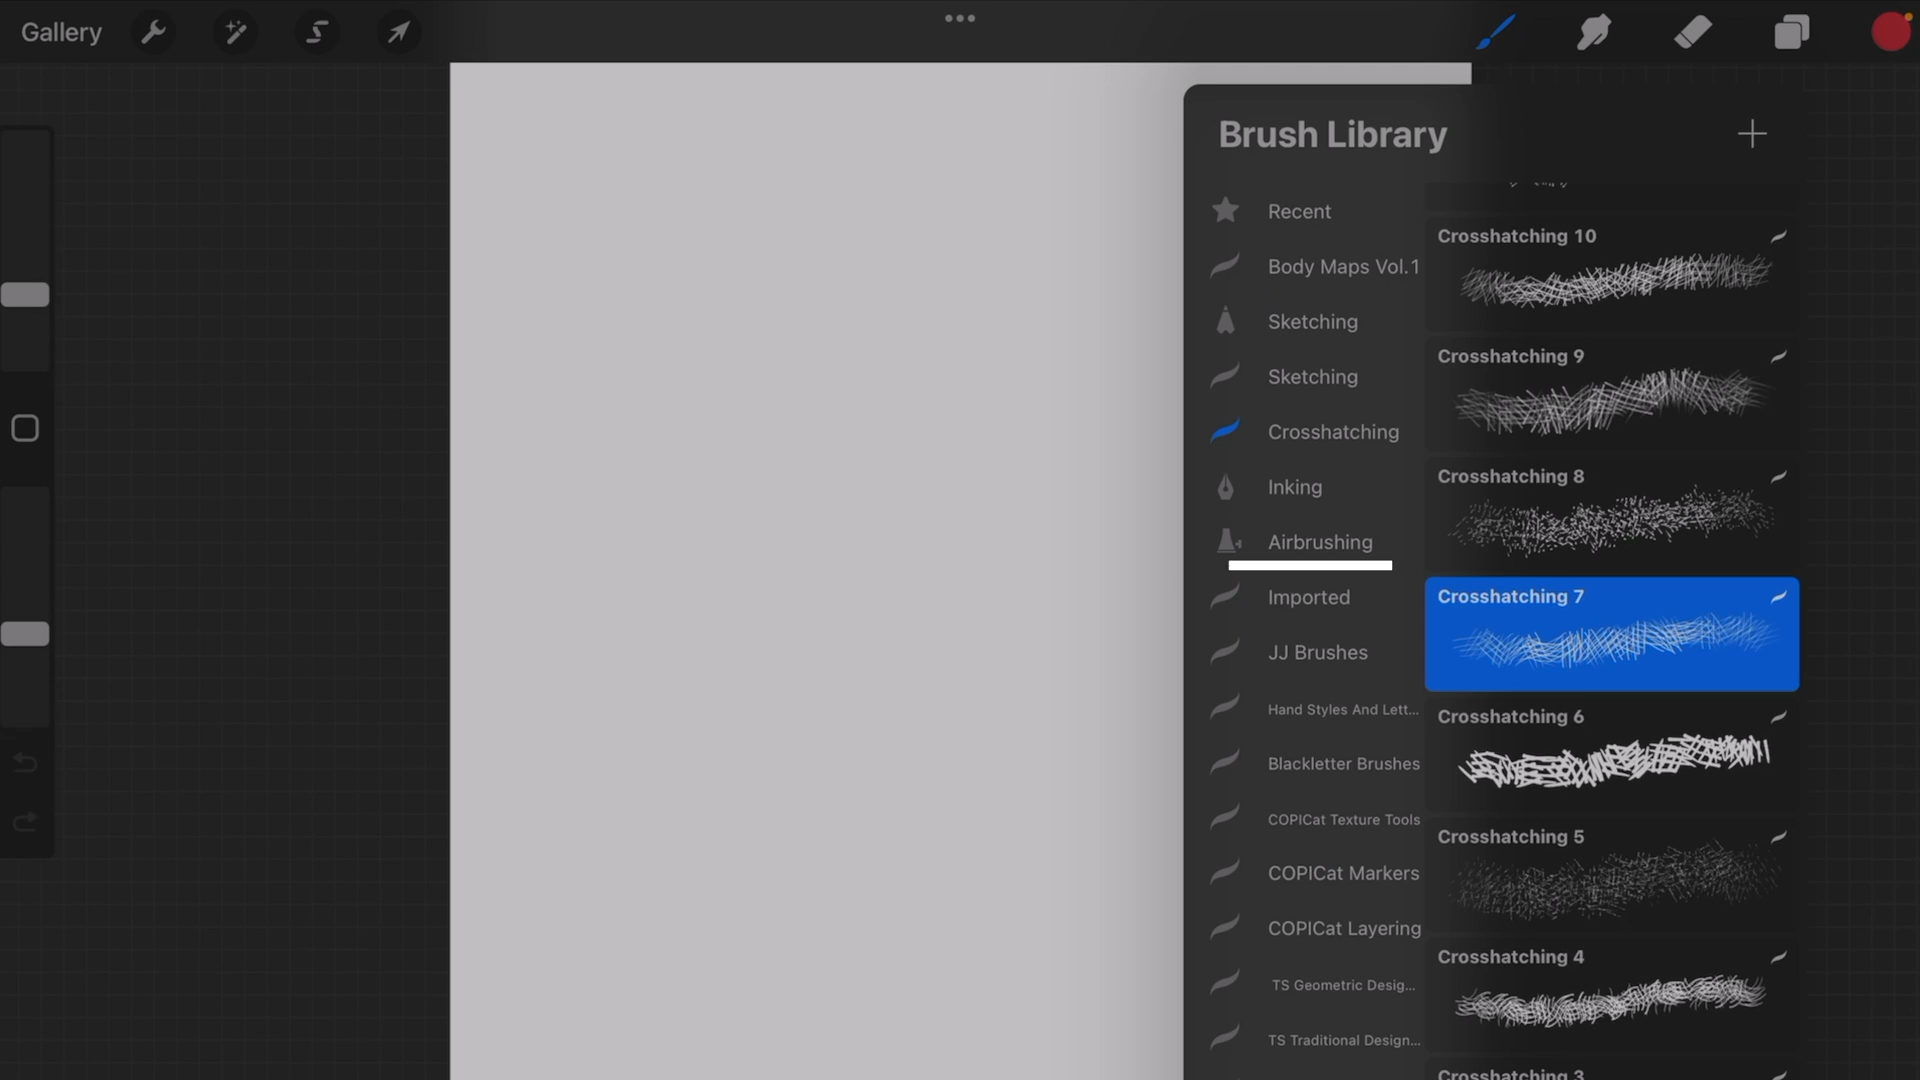 Gallery
Brush Library
Recent
Body Maps Vol.1
Sketching
Sketching
Crosshatching
Inking
Airbrushing
Imported
JJ Brushes
Hand Styles And Lett...
Blackletter Brushes
COPICat Texture Tools
COPICat Markers
COPICat Layering
TS Geometric Desig...
TS Traditional Design...
Crosshatching 10
Crosshatching 9
Crosshatching 8
Crosshatching 7
Crosshatching 6
Crosshatching 5
Crosshatching 4
Crosshatching 3